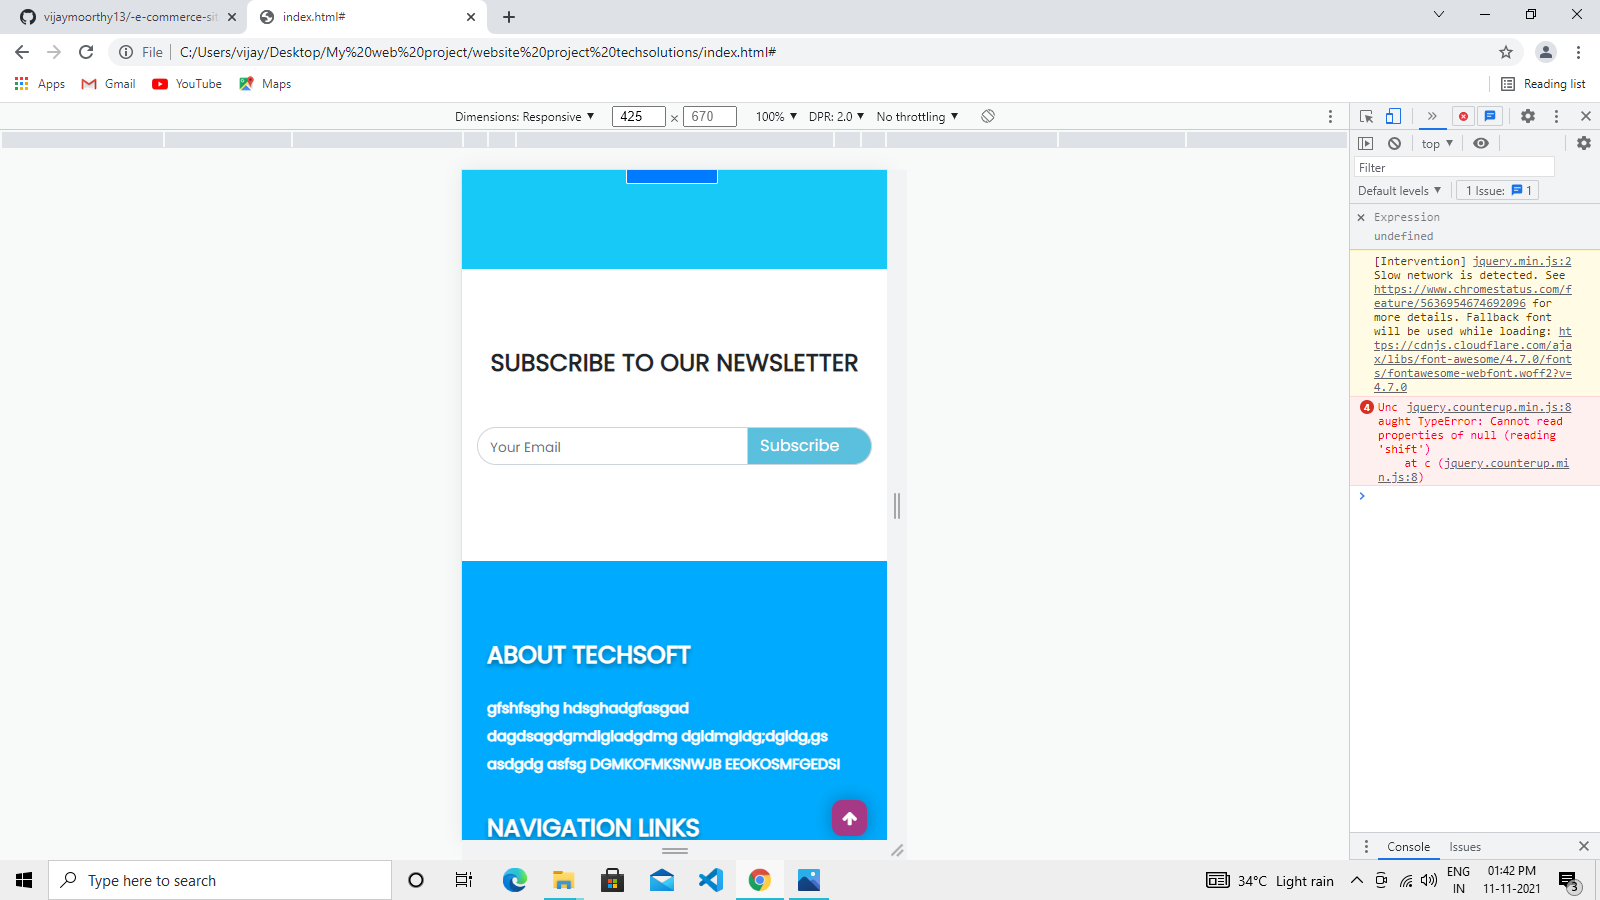 vijaymoorthy13/-e-commerce-sit
index.html#
File
C:/Users/vijay/Desktop/My%20web%20project/website%20project%20techsolutions/index.html#
Apps
Gmail
YouTube
Maps
Reading list
Dimensions: Responsive
425 × 670
100%
DPR: 2.0
No throttling
top
Filter
Default levels
1 Issue: 1
Expression
undefined
[Intervention] jquery.min.js:2
Slow network is detected. See
https://www.chromestatus.com/f
eature/5636954674692096 for
more details. Fallback font
will be used while loading: ht
tps://cdnjs.cloudflare.com/aja
x/libs/font-awesome/4.7.0/font
s/fontawesome-webfont.woff2?v=
4.7.0
4 Unc jquery.counterup.min.js:8
aught TypeError: Cannot read
properties of null (reading
'shift')
at c (jquery.counterup.mi
n.js:8)
SUBSCRIBE TO OUR NEWSLETTER
Your Email
Subscribe
ABOUT TECHSOFT
gfshfsghg hdsghadgfasgad
dagdsagdgmdlgladgdmg dgldmgldg;dgldg,gs
asdgdg asfsg DGMKOFMKSNWJB EEOKOSMFGEDSI
NAVIGATION LINKS
Console
Issues
Type here to search
34°C Light rain
ENG
IN
01:42 PM
11-11-2021
3